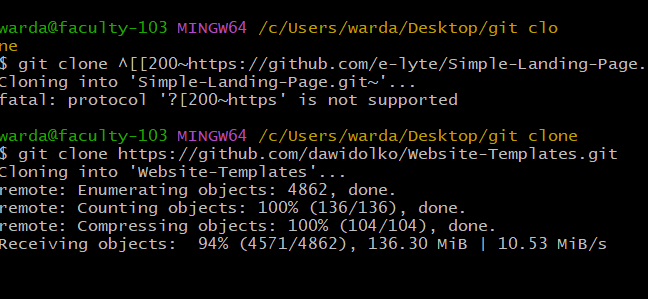 warda@faculty-103 MINGW64 /c/Users/warda/Desktop/git clo
ne
$ git clone ^[[200~https://github.com/e-lyte/Simple-Landing-Page.
Cloning into 'Simple-Landing-Page.git~'...
fatal: protocol '?[200~https' is not supported
warda@faculty-103 MINGW64 /c/Users/warda/Desktop/git clone
$ git clone https://github.com/dawidolko/Website-Templates.git
Cloning into 'Website-Templates'...
remote: Enumerating objects: 4862, done.
remote: Counting objects: 100% (136/136), done.
remote: Compressing objects: 100% (104/104), done.
Receiving objects:  94% (4571/4862), 136.30 MiB | 10.53 MiB/s